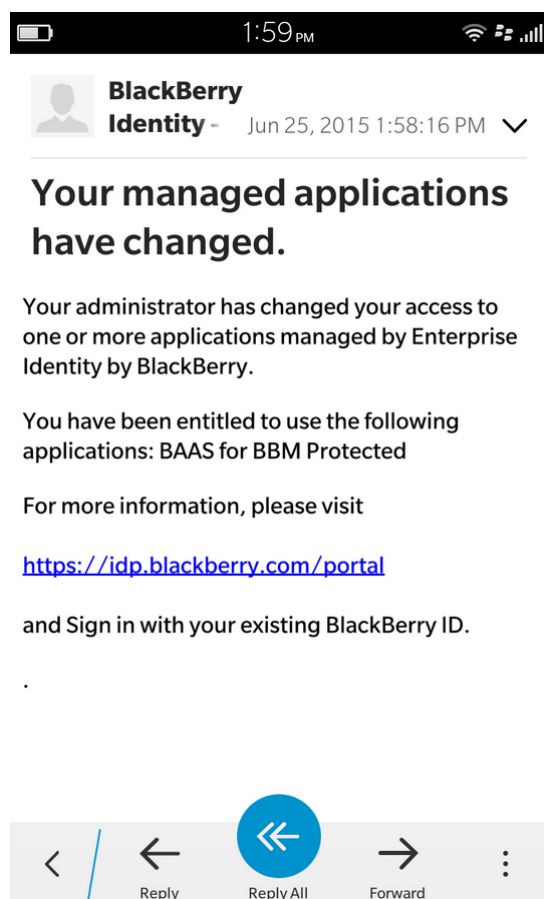 1:59 PM
BlackBerry
Identity - Jun 25, 2015 1:58:16 PM
Your managed applications
have changed.
Your administrator has changed your access to
one or more applications managed by Enterprise
Identity by BlackBerry.
You have been entitled to use the following
applications: BAAS for BBM Protected
For more information, please visit
https://idp.blackberry.com/portal
and Sign in with your existing BlackBerry ID.
.
Reply Reply All Forward